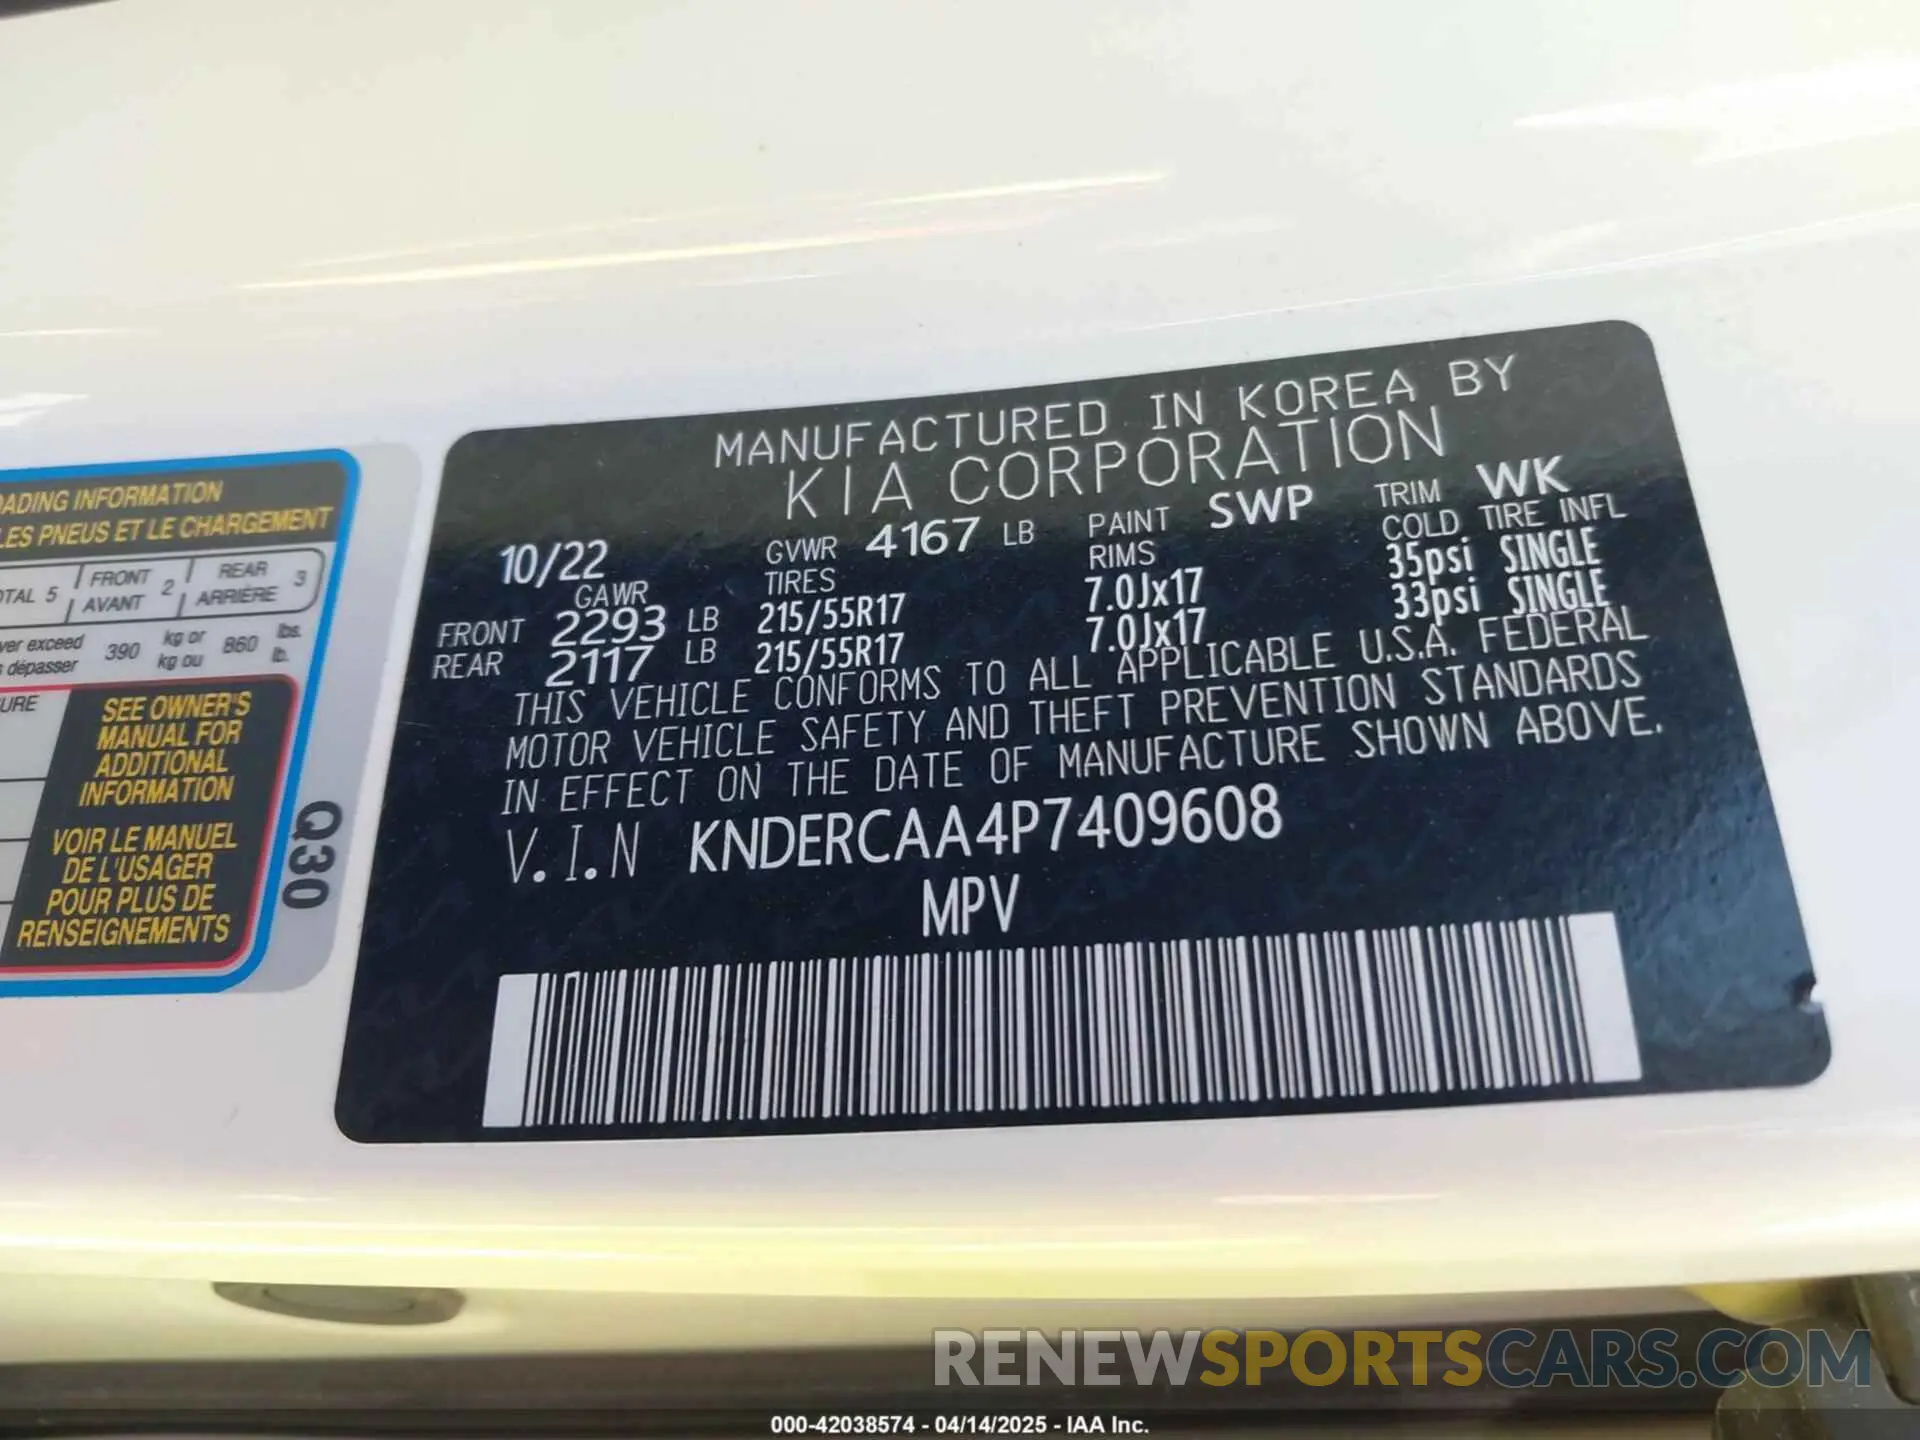 MANUFACTURED IN KOREA BY
KIA CORPORATION
10/22 GVWR 4167 LB PAINT SWP TRIM WK
GAWR TIRES RIMS COLD TIRE INFL
FRONT 2293 LB 215/55R17 7.0Jx17 35psi SINGLE
REAR 2117 LB 215/55R17 7.0Jx17 33psi SINGLE
THIS VEHICLE CONFORMS TO ALL APPLICABLE U.S.A. FEDERAL
MOTOR VEHICLE SAFETY AND THEFT PREVENTION STANDARDS
IN EFFECT ON THE DATE OF MANUFACTURE SHOWN ABOVE.
V.I.N KNDERCAA4P7409608
MPV
INFORMATION
LES PNEUS ET LE CHARGEMENT
5 FRONT 2 REAR 3
AVANT ARRIÈRE
exceed 390 kg or 860 lbs.
dépasser kg ou lb.
SEE OWNER'S
MANUAL FOR
ADDITIONAL
INFORMATION
VOIR LE MANUEL
DE L'USAGER
POUR PLUS DE
RENSEIGNEMENTS
Q30
RENEWSPORTSCARS.COM
000-42038574 - 04/14/2025 - IAA Inc.